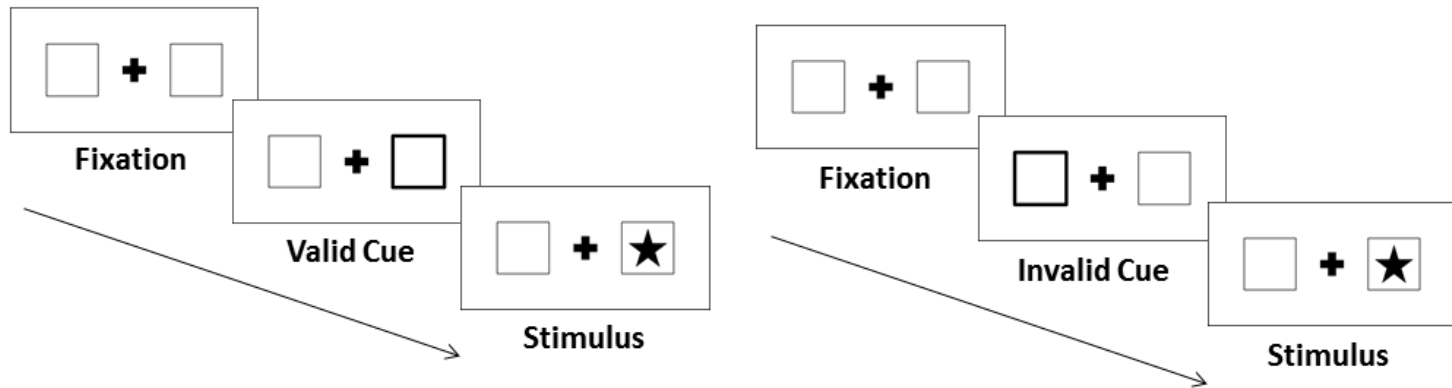 Fixation
Valid Cue
Stimulus
Fixation
Invalid Cue
Stimulus